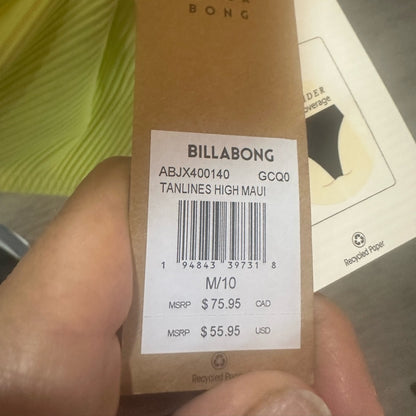 BONG
BILLABONG
ABJX400140 GCQ0
TANLINES HIGH MAUI
1 94843 39731 8
M/10
MSRP $75.95 CAD
MSRP $55.95 USD
Recycled Paper
overage
Recycled Paper